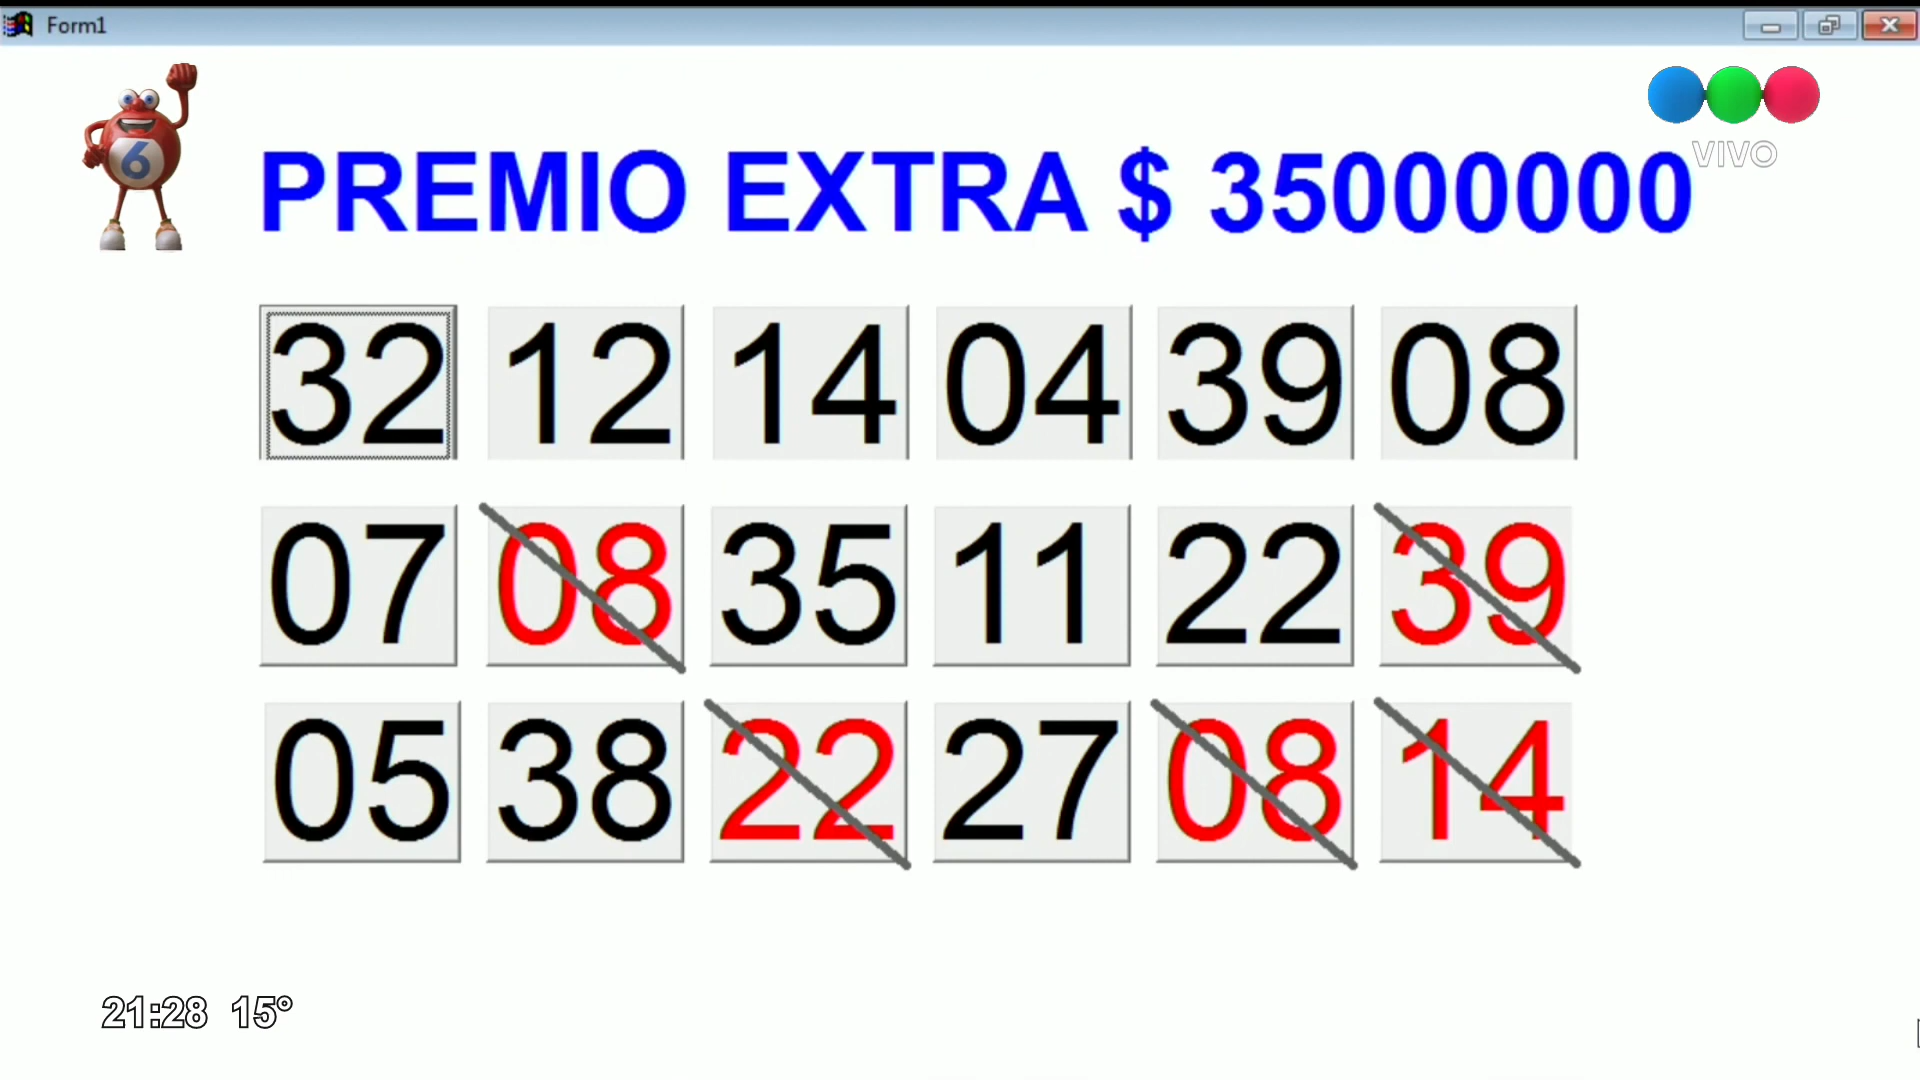 Form1
6
VIVO
PREMIO EXTRA $ 35000000
32 12 14 04 39 08
07 08 35 11 22 39
05 38 22 27 08 14
21:28 15°